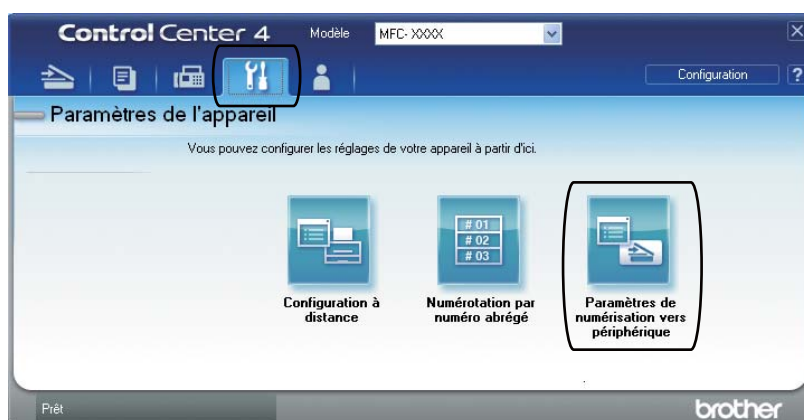 Control Center 4 Modèle MFC- XXXX
Configuration ?
Paramètres de l'appareil
Vous pouvez configurer les réglages de votre appareil à partir d'ici.
# 01
# 02
# 03
Configuration à
distance
Numérotation par
numéro abrégé
Paramètres de
numérisation vers
périphérique
Prêt
brother